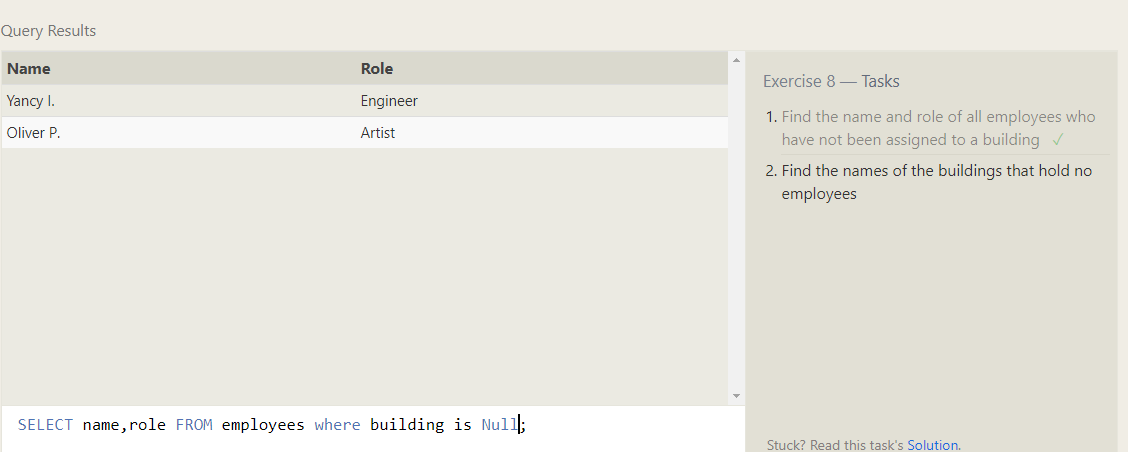 Query Results
Name Role
Yancy I. Engineer
Oliver P. Artist
SELECT name,role FROM employees where building is Null;
Exercise 8 — Tasks
1. Find the name and role of all employees who
have not been assigned to a building ✓
2. Find the names of the buildings that hold no
employees
Stuck? Read this task's Solution.